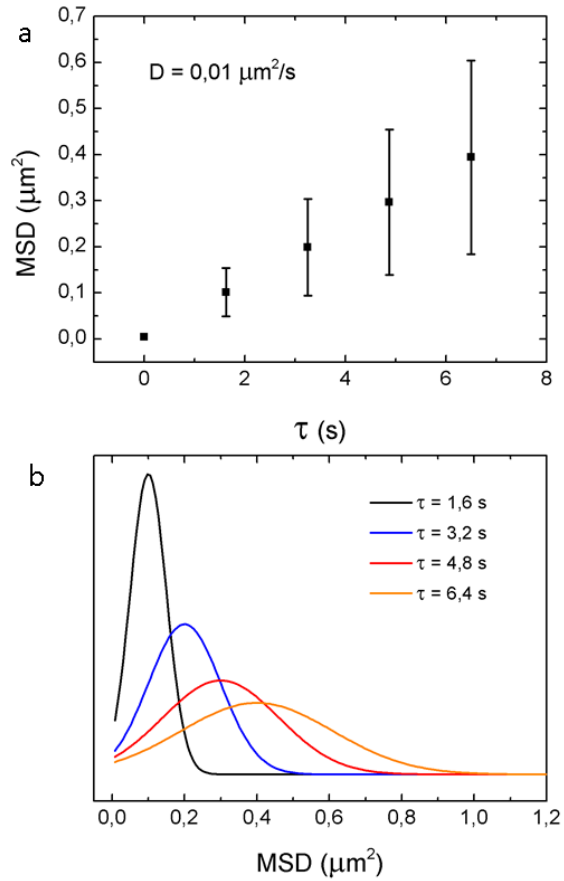 a
0,7
0,6
0,5
0,4
0,3
0,2
0,1
0,0
MSD (μm²)
D = 0,01 μm²/s
0 2 4 6 8
τ (s)
b
τ = 1,6 s
τ = 3,2 s
τ = 4,8 s
τ = 6,4 s
0,0 0,2 0,4 0,6 0,8 1,0 1,2
MSD (μm²)